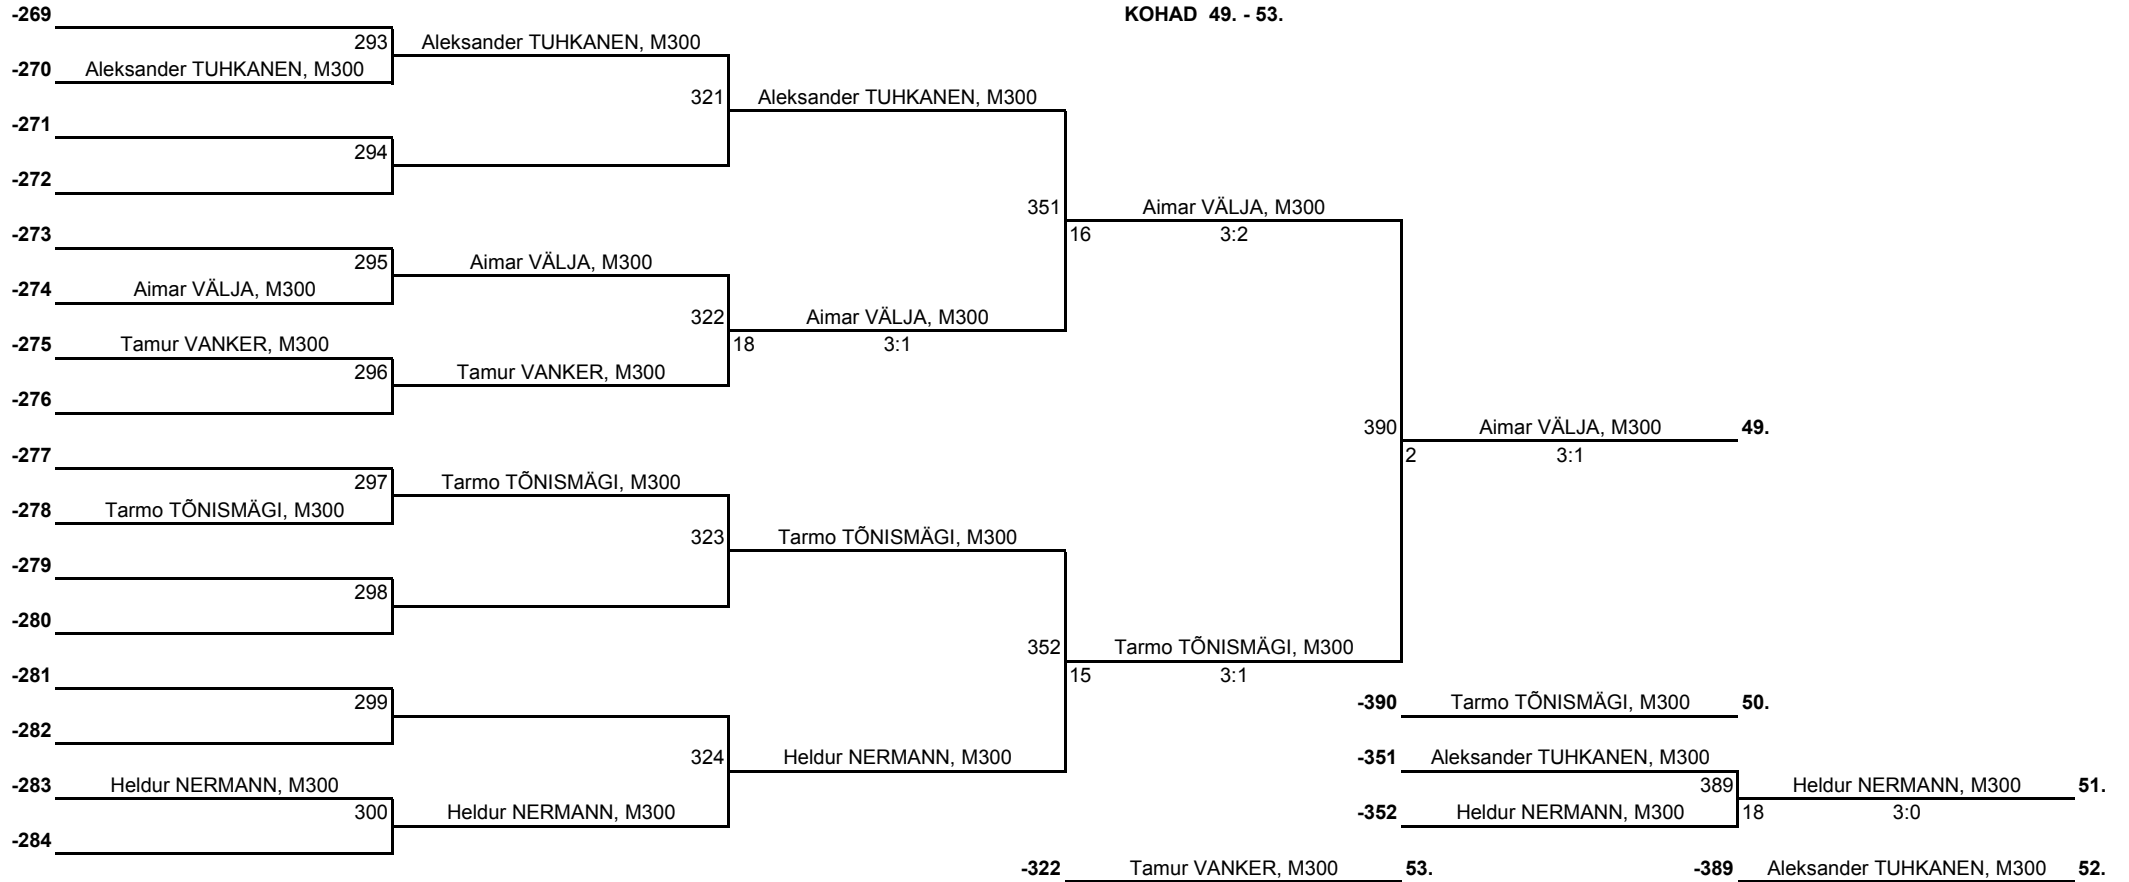 -269 KOHAD 49. - 53.
293 Aleksander TUHKANEN, M300
-270 Aleksander TUHKANEN, M300
321 Aleksander TUHKANEN, M300
-271
294
-272
351 Aimar VÄLJA, M300
-273 16 3:2
295 Aimar VÄLJA, M300
-274 Aimar VÄLJA, M300
322 Aimar VÄLJA, M300
-275 Tamur VANKER, M300 18 3:1
296 Tamur VANKER, M300
-276
390 Aimar VÄLJA, M300 49.
-277 2 3:1
297 Tarmo TÕNISMÄGI, M300
-278 Tarmo TÕNISMÄGI, M300
323 Tarmo TÕNISMÄGI, M300
-279
298
-280
352 Tarmo TÕNISMÄGI, M300
-281 15 3:1
299 -390 Tarmo TÕNISMÄGI, M300 50.
-282
324 Heldur NERMANN, M300 -351 Aleksander TUHKANEN, M300
-283 Heldur NERMANN, M300 389 Heldur NERMANN, M300 51.
300 Heldur NERMANN, M300 -352 Heldur NERMANN, M300 18 3:0
-284
-322 Tamur VANKER, M300 53. -389 Aleksander TUHKANEN, M300 52.